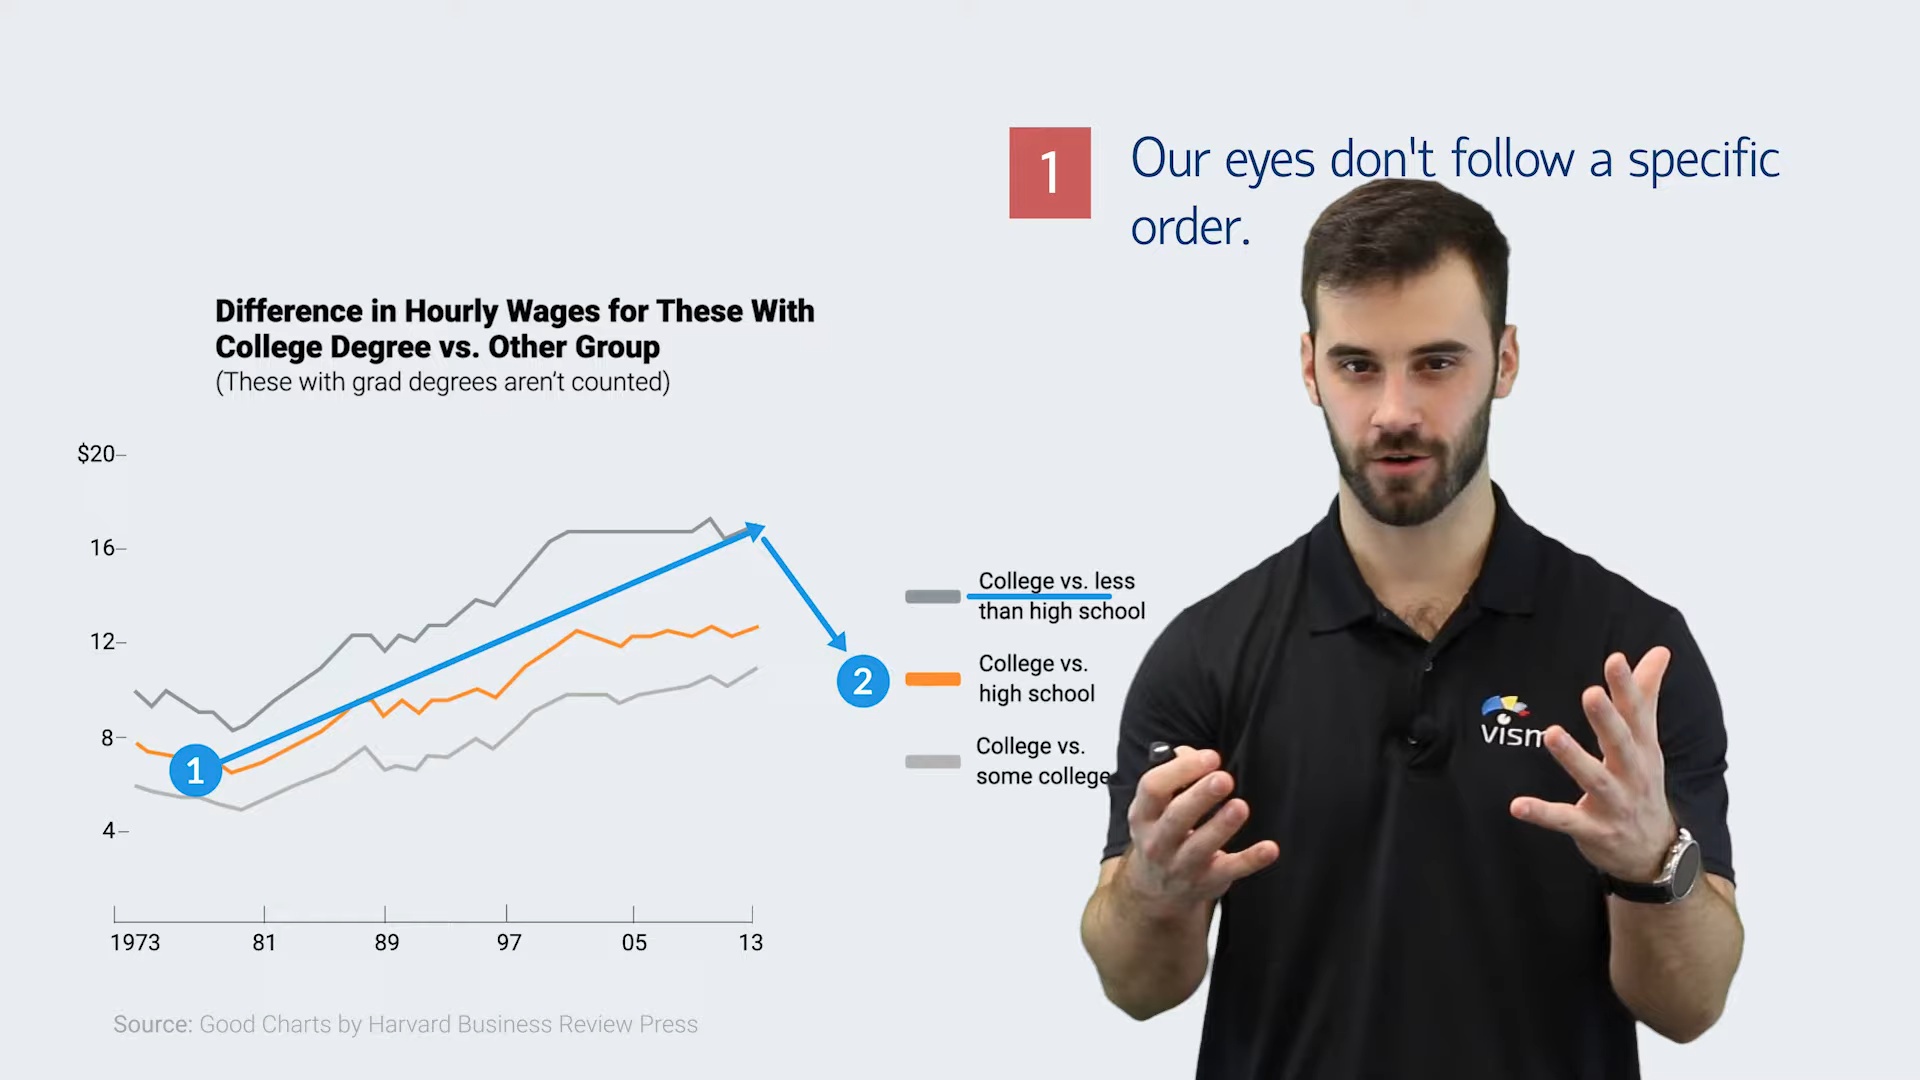 1
Our eyes don't follow a specific
order.
Difference in Hourly Wages for These With
College Degree vs. Other Group
(These with grad degrees aren't counted)
$20
16
12
8
4
1
2
College vs. less
than high school
College vs.
high school
College vs.
some college
1973 81 89 97 05 13
Source: Good Charts by Harvard Business Review Press